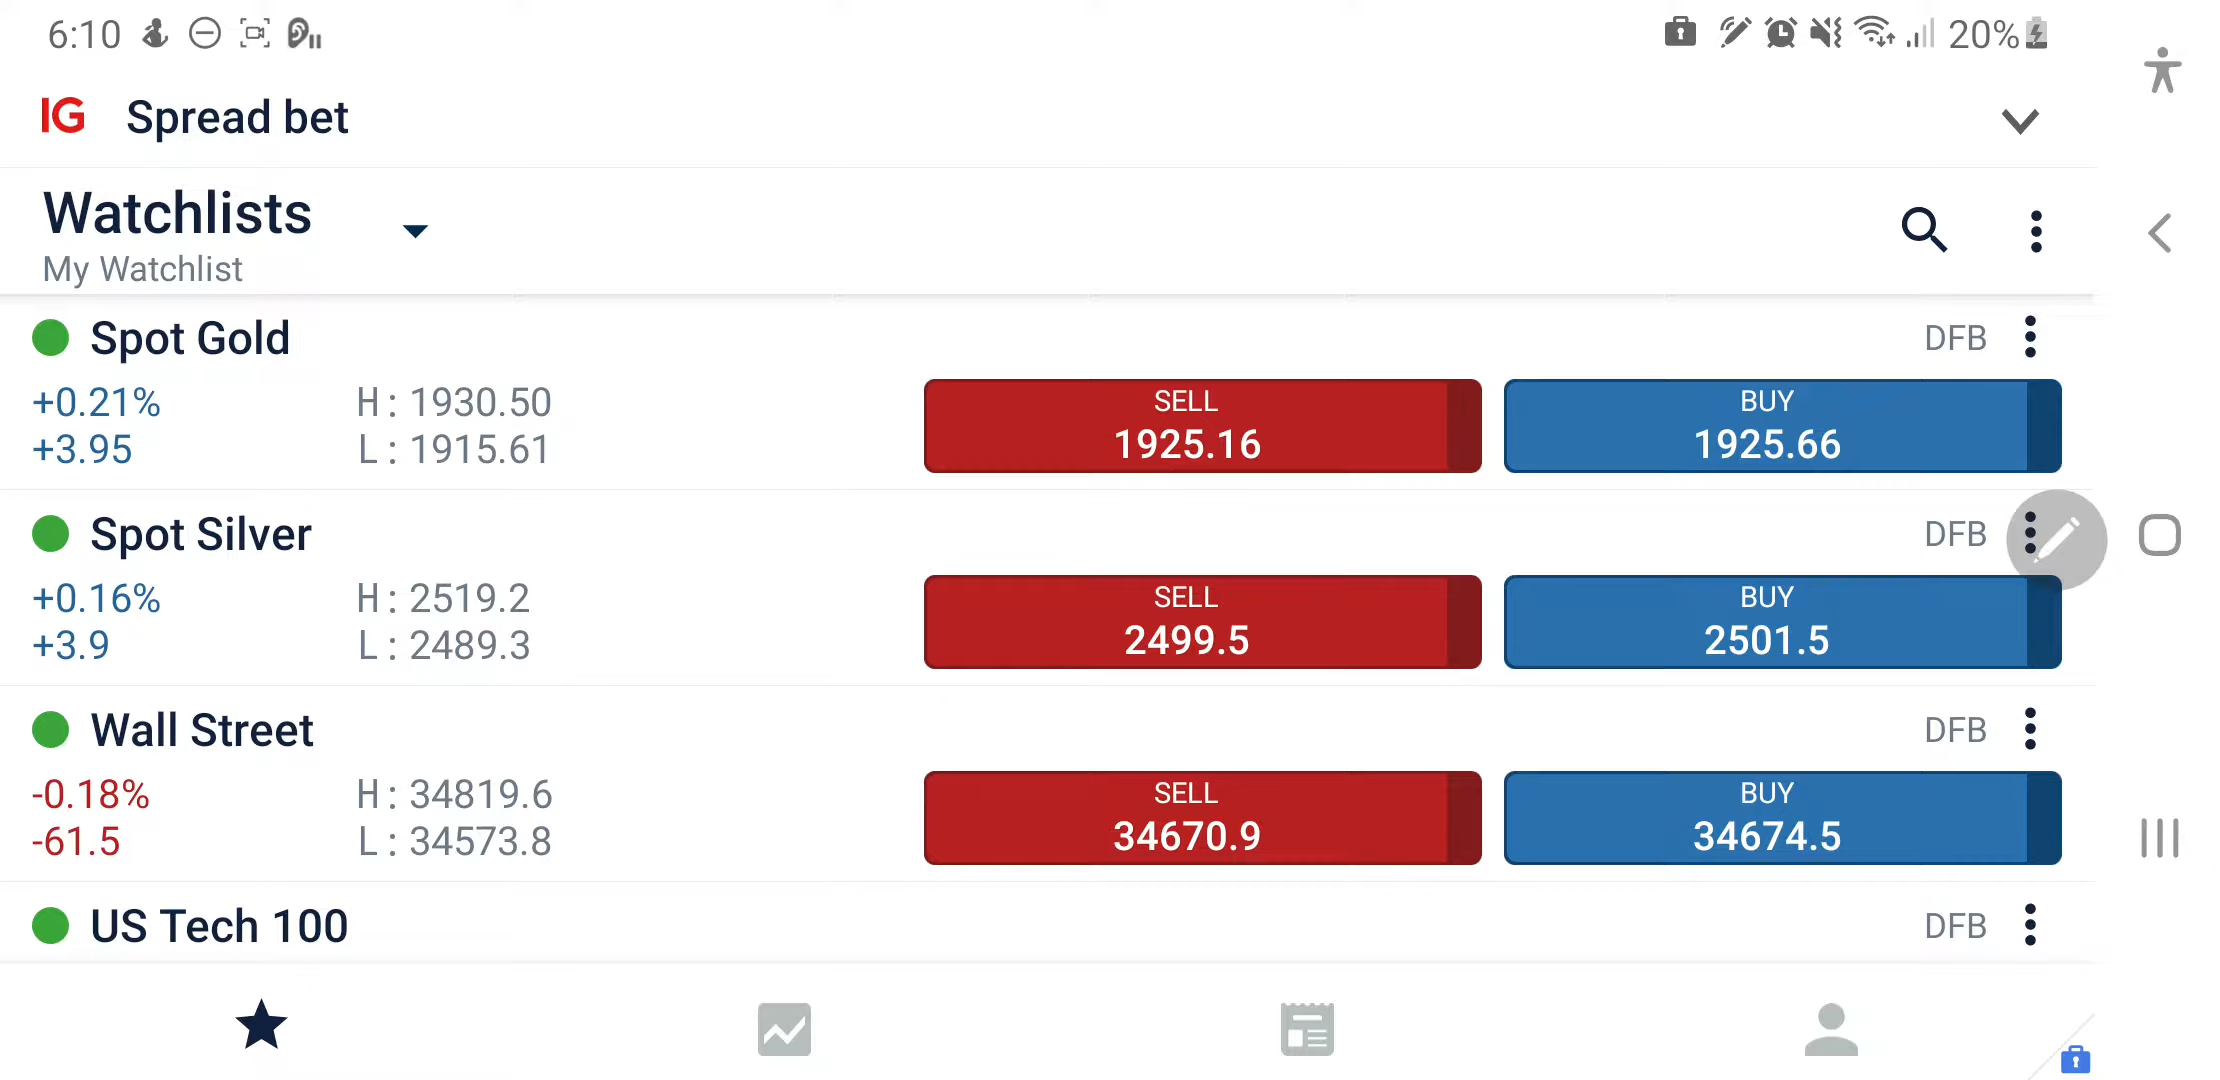 6:10
20%
IG Spread bet
Watchlists
My Watchlist
Spot Gold DFB
+0.21% H: 1930.50
+3.95 L: 1915.61
SELL
1925.16
BUY
1925.66
Spot Silver DFB
+0.16% H: 2519.2
+3.9 L: 2489.3
SELL
2499.5
BUY
2501.5
Wall Street DFB
-0.18% H: 34819.6
-61.5 L: 34573.8
SELL
34670.9
BUY
34674.5
US Tech 100 DFB